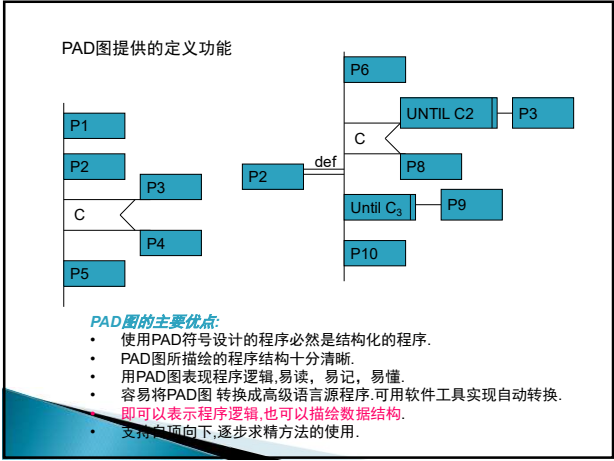 PAD图提供的定义功能
P1
P2
P3
C
P4
P5
P6
UNTIL C2
P3
C
P8
def
P2
Until C₃
P9
P10
PAD图的主要优点:
• 使用PAD符号设计的程序必然是结构化的程序.
• PAD图所描绘的程序结构十分清晰.
• 用PAD图表现程序逻辑,易读，易记，易懂.
• 容易将PAD图 转换成高级语言源程序.可用软件工具实现自动转换.
• 即可以表示程序逻辑,也可以描绘数据结构.
• 支持自顶向下,逐步求精方法的使用.